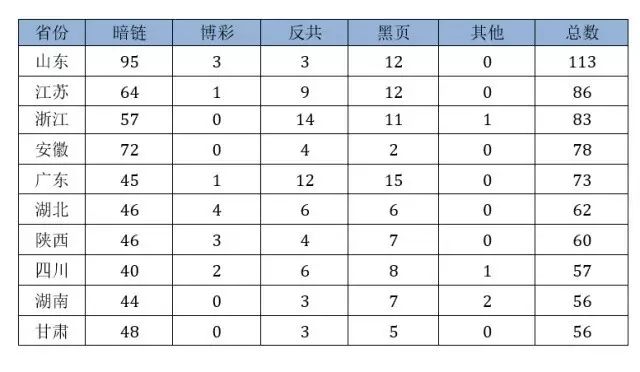 省份 暗链 博彩 反共 黑页 其他 总数
山东 95 3 3 12 0 113
江苏 64 1 9 12 0 86
浙江 57 0 14 11 1 83
安徽 72 0 4 2 0 78
广东 45 1 12 15 0 73
湖北 46 4 6 6 0 62
陕西 46 3 4 7 0 60
四川 40 2 6 8 1 57
湖南 44 0 3 7 2 56
甘肃 48 0 3 5 0 56